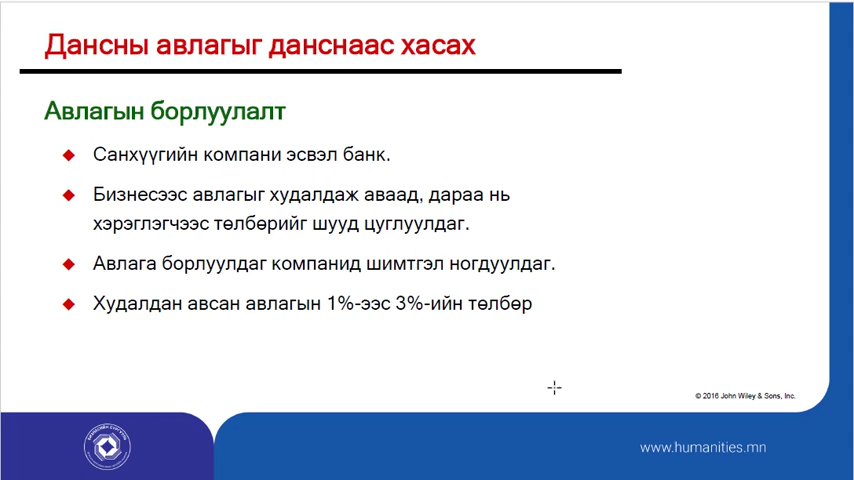 Дансны авлагыг данснаас хасах
Авлагын борлуулалт
Санхүүгийн компани эсвэл банк.
Бизнесээс авлагыг худалдаж аваад, дараа нь
хэрэглэгчээс төлбөрийг шууд цуглуулдаг.
Авлага борлуулдаг компанид шимтгэл ногдуулдаг.
Худалдан авсан авлагын 1%-ээс 3%-ийн төлбөр
© 2016 John Wiley & Sons, Inc.
www.humanities.mn